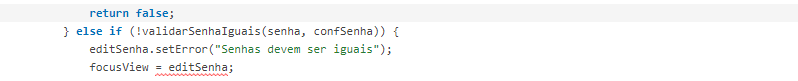 return false;
} else if (!validarSenhaIguais(senha, confSenha)) {
editSenha.setError("Senhas devem ser iguais");
focusView = editSenha;